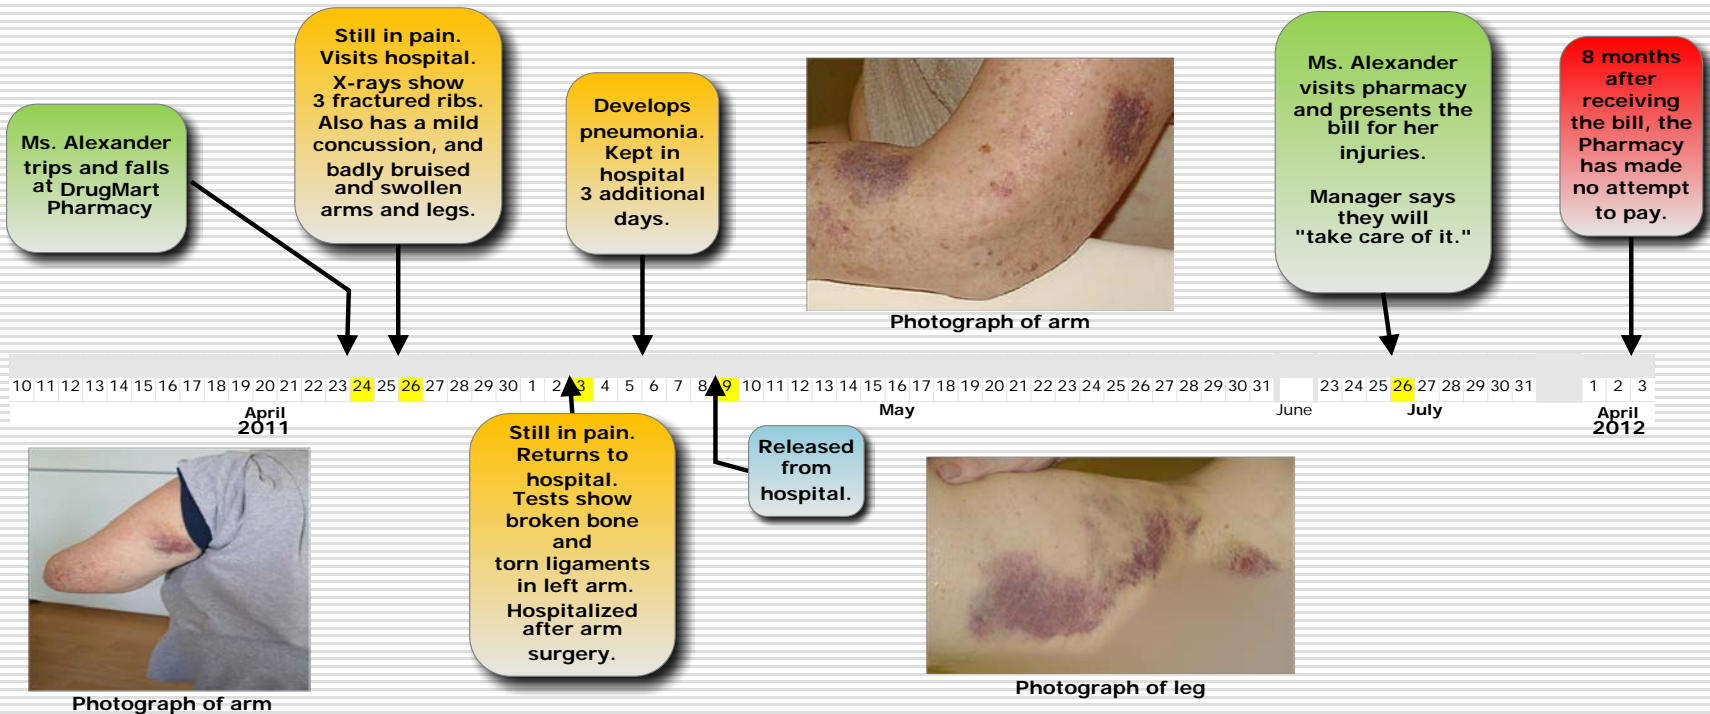 Ms. Alexander
trips and falls
at DrugMart
Pharmacy
Still in pain.
Visits hospital.
X-rays show
3 fractured ribs.
Also has a mild
concussion, and
badly bruised
and swollen
arms and legs.
Develops
pneumonia.
Kept in
hospital
3 additional
days.
Photograph of arm
Ms. Alexander
visits pharmacy
and presents the
bill for her
injuries.
Manager says
they will
"take care of it."
8 months
after
receiving
the bill, the
Pharmacy
has made
no attempt
to pay.
10 11 12 13 14 15 16 17 18 19 20 21 22 23 24 25 26 27 28 29 30 1 2 3 4 5 6 7 8 9 10 11 12 13 14 15 16 17 18 19 20 21 22 23 24 25 26 27 28 29 30 31 23 24 25 26 27 28 29 30 31 1 2 3
April
2011
May
June
July
April
2012
Still in pain.
Returns to
hospital.
Tests show
broken bone
and
torn ligaments
in left arm.
Hospitalized
after arm
surgery.
Released
from
hospital.
Photograph of arm
Photograph of leg